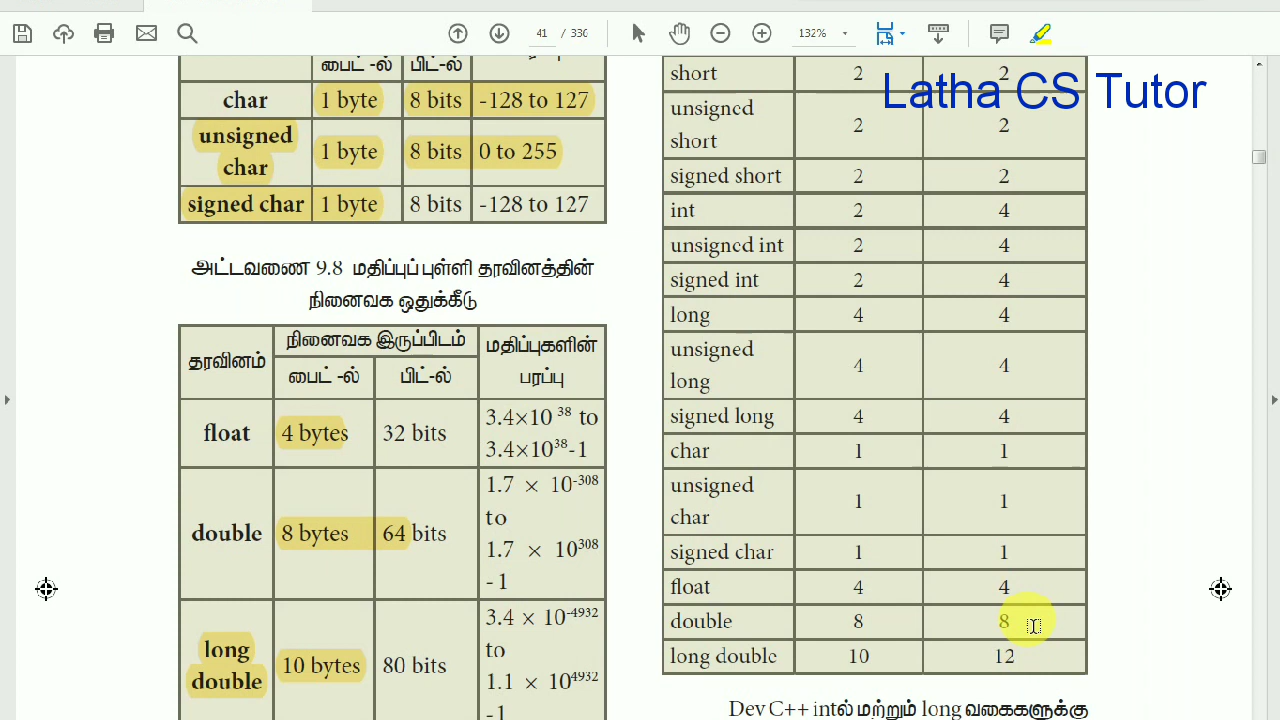 41 / 336
132%
Latha CS Tutor
பைட் -ல் பிட்-ல்
char 1 byte 8 bits -128 to 127
unsigned
char 1 byte 8 bits 0 to 255
signed char 1 byte 8 bits -128 to 127
அட்டவணை 9.8 மதிப்புப் புள்ளி தரவினத்தின்
நினைவக ஒதுக்கீடு
தரவினம் நினைவக இருப்பிடம் மதிப்புகளின்
பரப்பு
பைட் -ல் பிட்-ல்
float 4 bytes 32 bits 3.4×10 38 to
3.4×1038-1
double 8 bytes 64 bits 1.7 × 10-308
to
1.7 × 10308
-1
long
double 10 bytes 80 bits 3.4 × 10-4932
to
1.1 × 104932
-1
short 2 2
unsigned
short 2 2
signed short 2 2
int 2 4
unsigned int 2 4
signed int 2 4
long 4 4
unsigned
long 4 4
signed long 4 4
char 1 1
unsigned
char 1 1
signed char 1 1
float 4 4
double 8 8
long double 10 12
Dev C++ intல் மற்றும் long வகைகளுக்கு